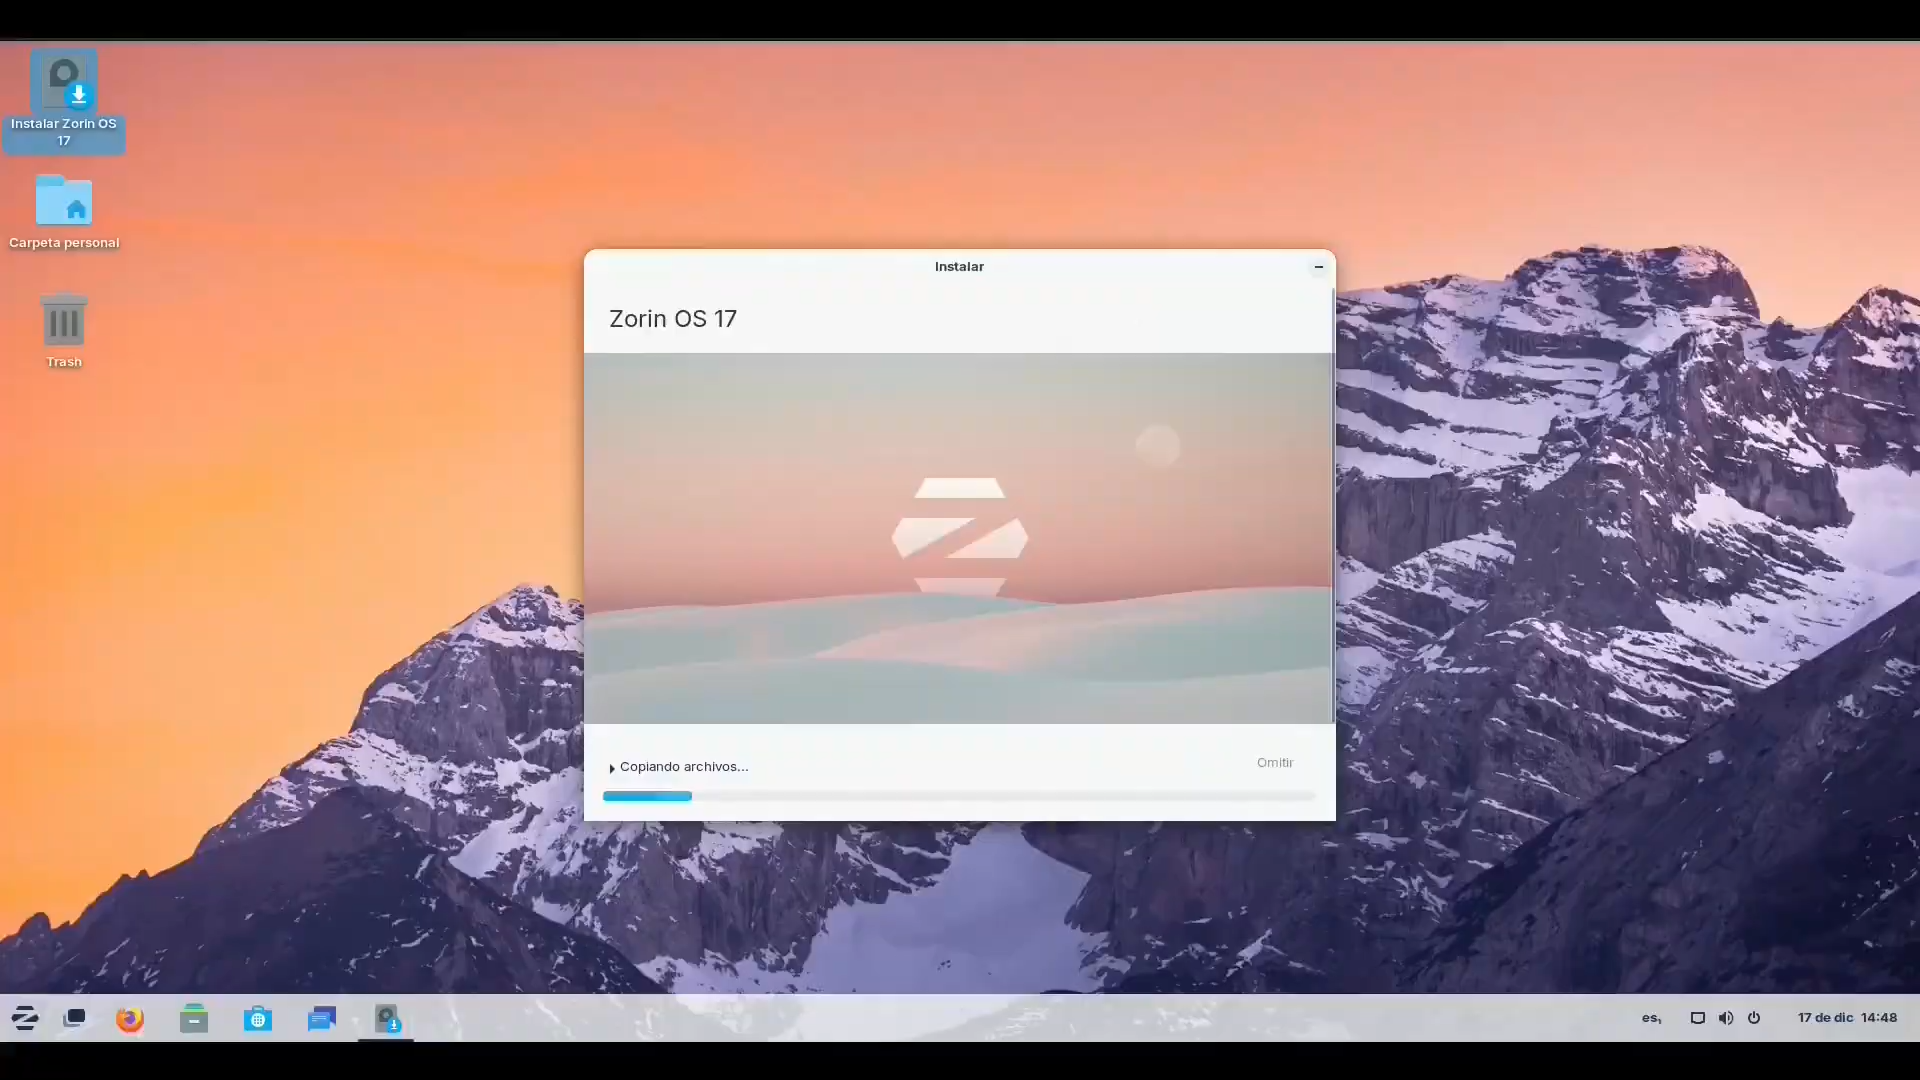 Instalar Zorin OS
17
Carpeta personal
Trash
Instalar
Zorin OS 17
Copiando archivos...
Omitir
es,
17 de dic 14:48